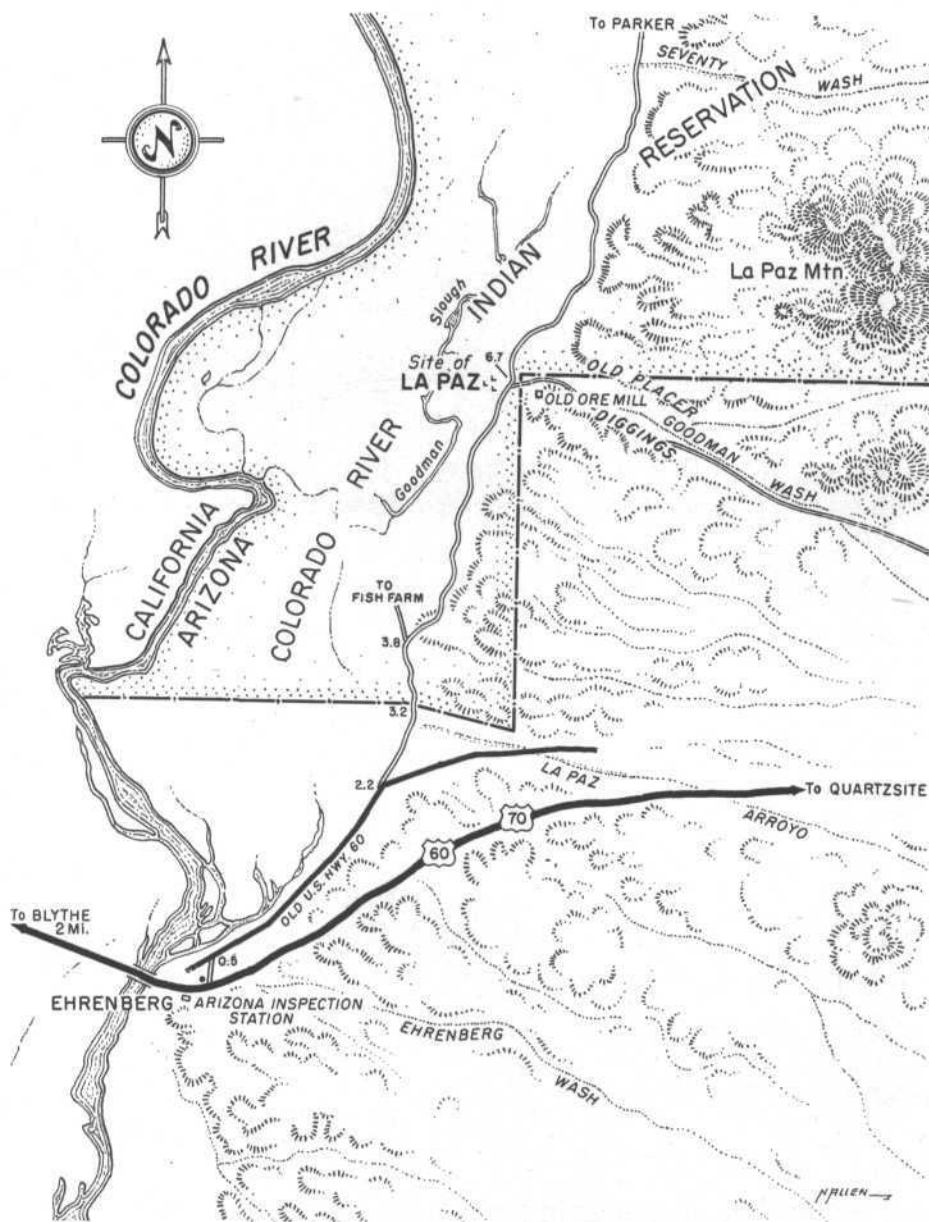 To PARKER
SEVENTY WASH
RESERVATION
N
COLORADO RIVER
La Paz Mtn.
Slough
INDIAN
Site of
LA PAZ
6.7
OLD PLACER
DIGGINGS
OLD ORE MILL
GOODMAN
WASH
RIVER
Goodman
CALIFORNIA
ARIZONA
COLORADO
TO
FISH FARM
3.8
3.2
2.2
LA PAZ
ARROYO
To QUARTZSITE
70
60
OLD U.S. HWY. 60
To BLYTHE
2 MI.
0.5
EHRENBERG
ARIZONA INSPECTION
STATION
EHRENBERG
WASH
NALLEN